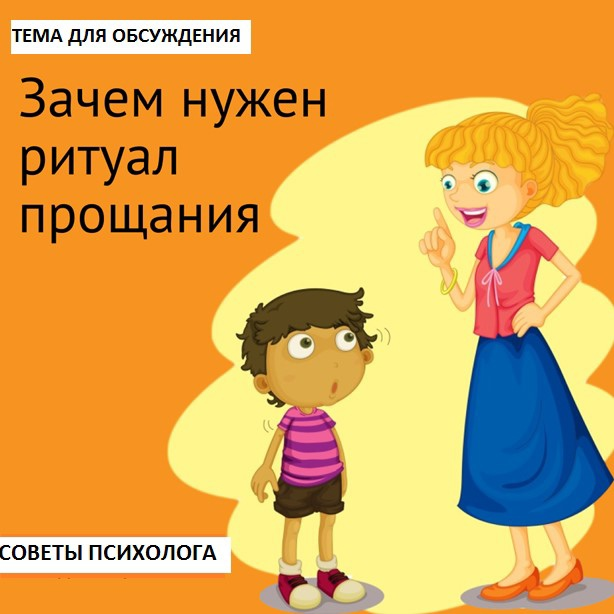 ТЕМА ДЛЯ ОБСУЖДЕНИЯ
Зачем нужен
ритуал
прощания
СОВЕТЫ ПСИХОЛОГА